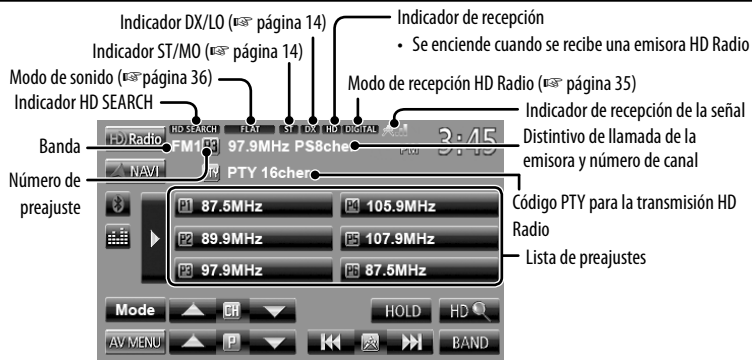 Indicador DX/LO (☞ página 14)
Indicador ST/MO (☞ página 14)
Modo de sonido (☞página 36)
Indicador HD SEARCH
Indicador de recepción
• Se enciende cuando se recibe una emisora HD Radio
Modo de recepción HD Radio (☞ página 35)
Indicador de recepción de la señal
Distintivo de llamada de la
emisora y número de canal
Código PTY para la transmisión HD
Radio
Lista de preajustes
Banda
Número de
preajuste
HD SEARCH FLAT ST DX HD DIGITAL
HD Radio FM1 P3 97.9MHz PS8cher PM 3:45
NAVI PTY PTY 16cher
P1 87.5MHz P4 105.9MHz
P2 89.9MHz P5 107.9MHz
P3 97.9MHz P6 87.5MHz
Mode CH HOLD HD
AV MENU P BAND